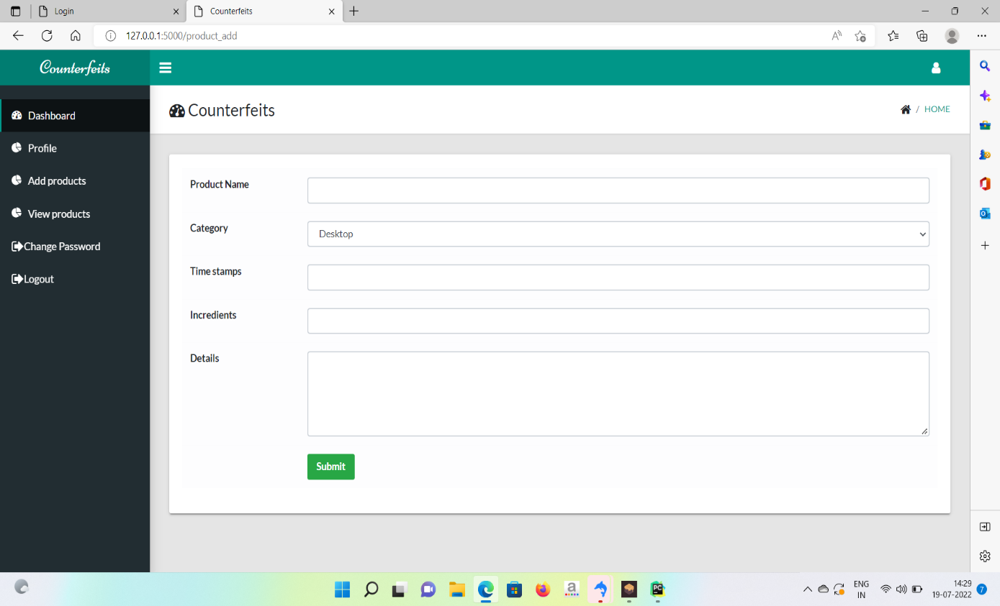 Login
Counterfeits
127.0.0.1:5000/product_add
Counterfeits
Dashboard
Profile
Add products
View products
Change Password
Logout
Counterfeits
/ HOME
Product Name
Category
Desktop
Time stamps
Incredients
Details
Submit
ENG
IN
14:29
19-07-2022
7